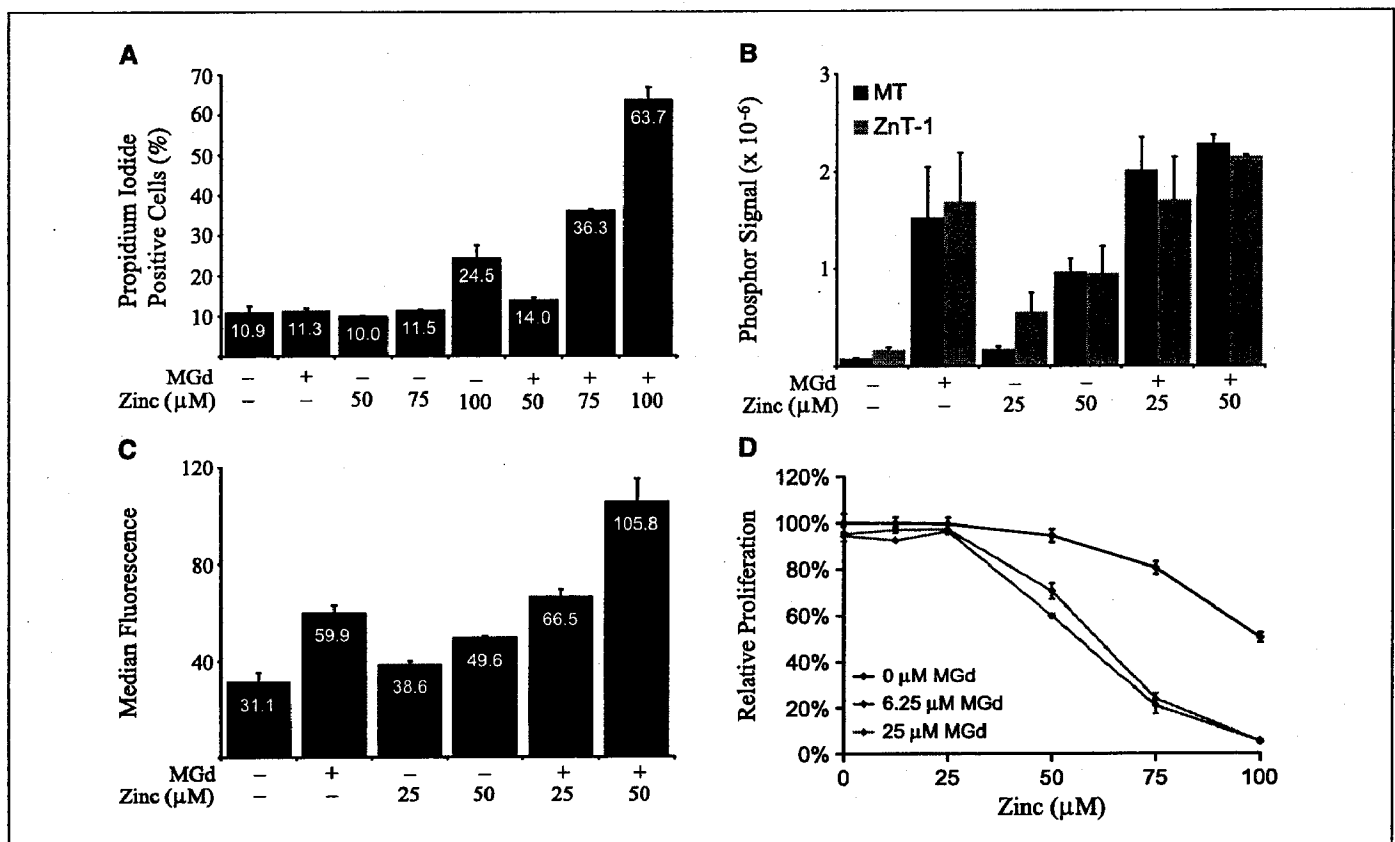 A
Propidium Iodide
Positive Cells (%)
70
60
50
40
30
20
10
10.9
11.3
10.0
11.5
24.5
14.0
36.3
63.7
MGd − + − − − + + +
Zinc (μM) − − 50 75 100 50 75 100
B
Phosphor Signal (x 10⁻⁶)
3
2
1
MT
ZnT-1
MGd − + − − + +
Zinc (μM) − − 25 50 25 50
C
Median Fluorescence
120
80
40
31.1
59.9
38.6
49.6
66.5
105.8
MGd − + − − + +
Zinc (μM) − − 25 50 25 50
D
Relative Proliferation
120%
100%
80%
60%
40%
20%
0%
0 μM MGd
6.25 μM MGd
25 μM MGd
0 25 50 75 100
Zinc (μM)